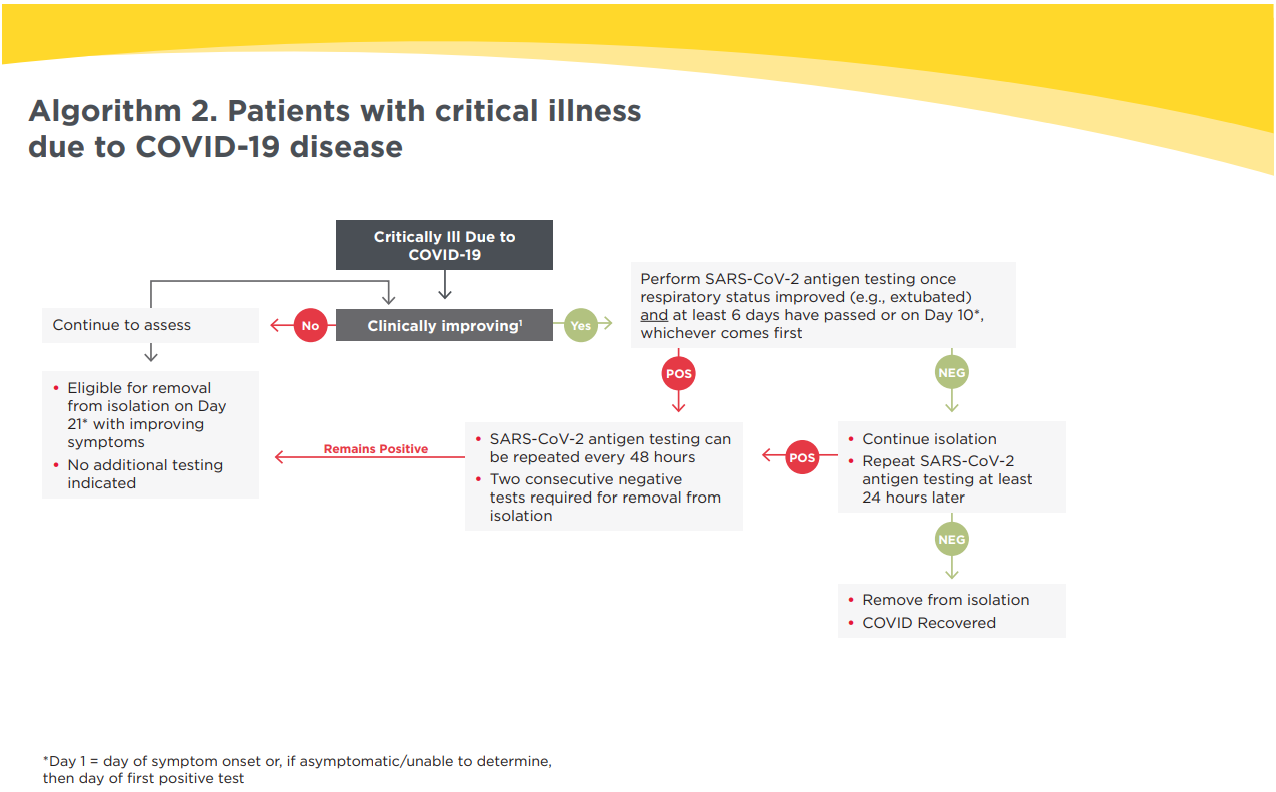 Algorithm 2. Patients with critical illness
due to COVID-19 disease
Critically Ill Due to
COVID-19
Clinically improving¹
No
Continue to assess
• Eligible for removal
from isolation on Day
21* with improving
symptoms
• No additional testing
indicated
Yes
Perform SARS-CoV-2 antigen testing once
respiratory status improved (e.g., extubated)
and at least 6 days have passed or on Day 10*,
whichever comes first
POS
NEG
• SARS-CoV-2 antigen testing can
be repeated every 48 hours
• Two consecutive negative
tests required for removal from
isolation
Remains Positive
• Continue isolation
• Repeat SARS-CoV-2
antigen testing at least
24 hours later
POS
NEG
• Remove from isolation
• COVID Recovered
*Day 1 = day of symptom onset or, if asymptomatic/unable to determine,
then day of first positive test